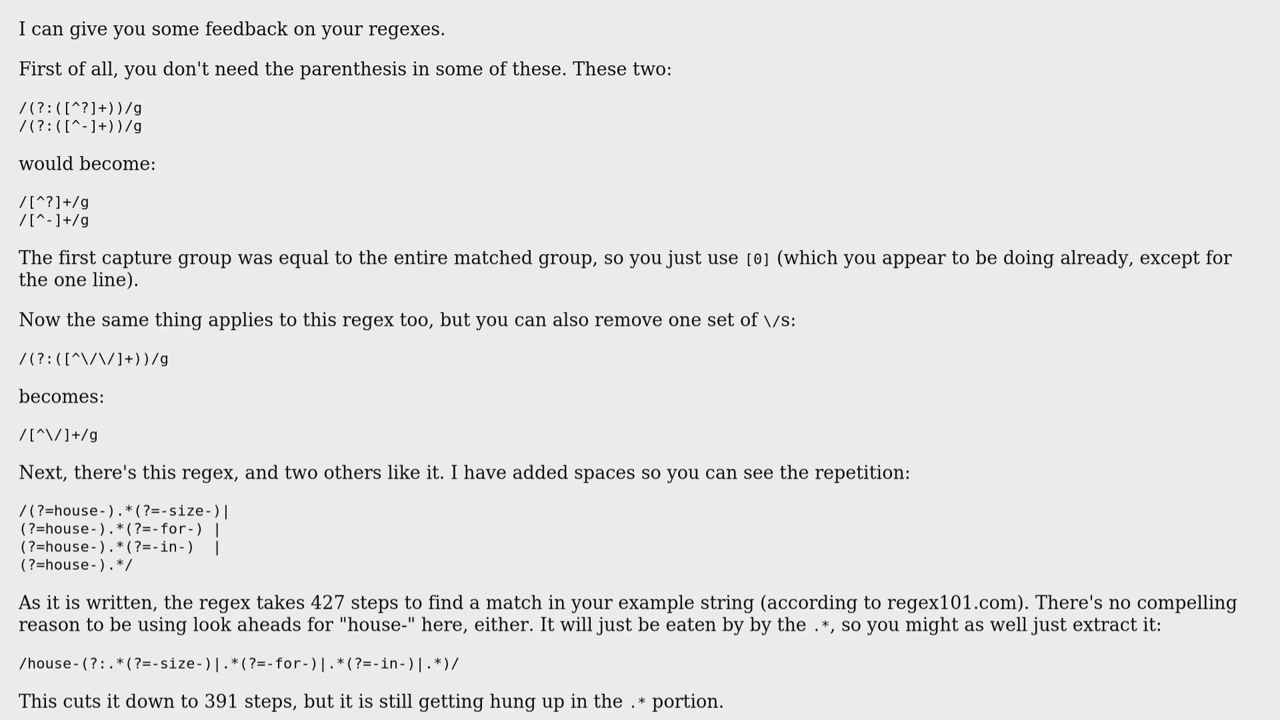 I can give you some feedback on your regexes.
First of all, you don't need the parenthesis in some of these. These two:
/(?:([^?]+))/g
/(?:([^-]+))/g
would become:
/[^?]+/g
/[^-]+/g
The first capture group was equal to the entire matched group, so you just use [0] (which you appear to be doing already, except for
the one line).
Now the same thing applies to this regex too, but you can also remove one set of \/s:
/(?:([^\/\/]+))/g
becomes:
/[^\/]+/g
Next, there's this regex, and two others like it. I have added spaces so you can see the repetition:
/(?=house-).*(?=-size-)|
(?=house-).*(?=-for-) |
(?=house-).*(?=-in-)  |
(?=house-).*/
As it is written, the regex takes 427 steps to find a match in your example string (according to regex101.com). There's no compelling
reason to be using look aheads for "house-" here, either. It will just be eaten by by the .*, so you might as well just extract it:
/house-(?:.*(?=-size-)|.*(?=-for-)|.*(?=-in-)|.*)/
This cuts it down to 391 steps, but it is still getting hung up in the .* portion.